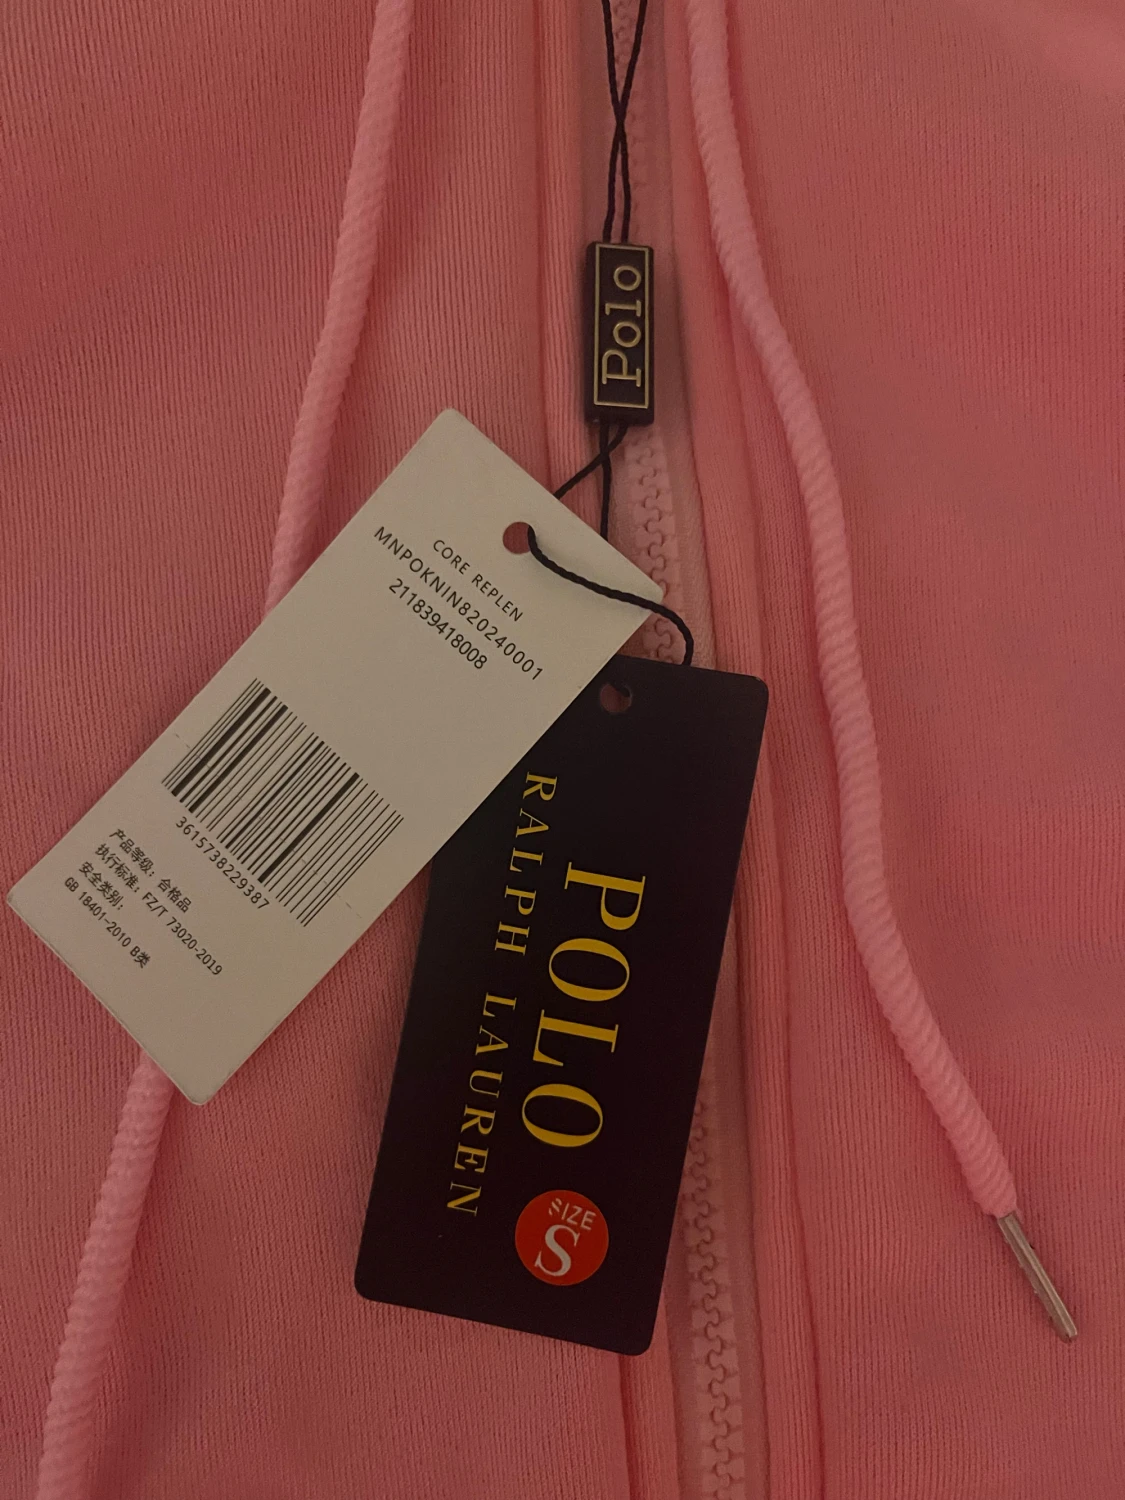 Polo
CORE REPLEN
MNPOKNIN820240001
211839418008
3615738229387
产品等级：合格品
执行标准：FZ/T 73020-2019
安全类别：
GB 18401-2010 B类
POLO
RALPH LAUREN
SIZE
S